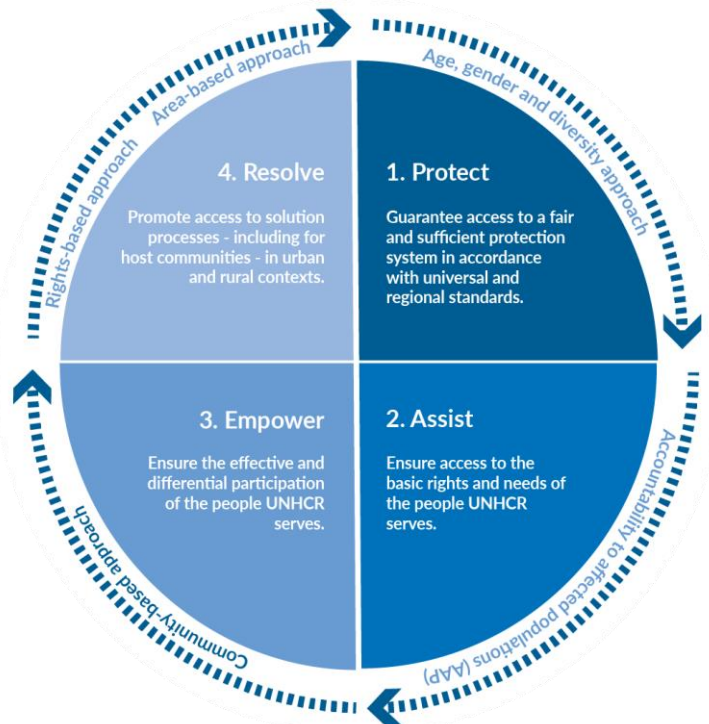 Area-based approach
Age, gender and diversity approach
Rights-based approach
4. Resolve
Promote access to solution
processes - including for
host communities - in urban
and rural contexts.
1. Protect
Guarantee access to a fair
and sufficient protection
system in accordance
with universal and
regional standards.
3. Empower
Ensure the effective and
differential participation
of the people UNHCR
serves.
2. Assist
Ensure access to the
basic rights and needs of
the people UNHCR
serves.
Community-based approach
Accountability to affected populations (AAP)